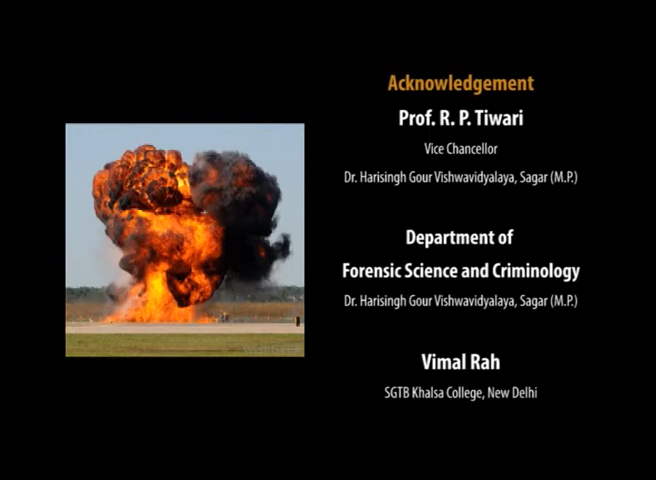 Acknowledgement
Prof. R. P. Tiwari
Vice Chancellor
Dr. Harisingh Gour Vishwavidyalaya, Sagar (M.P.)
Department of
Forensic Science and Criminology
Dr. Harisingh Gour Vishwavidyalaya, Sagar (M.P.)
Vimal Rah
SGTB Khalsa College, New Delhi